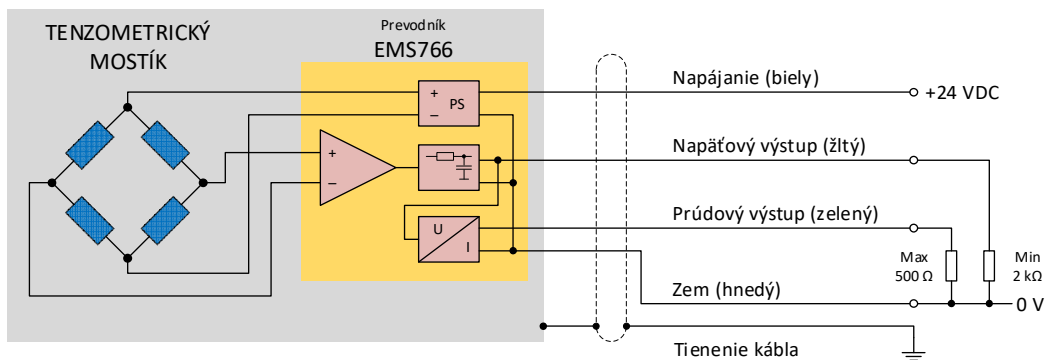 TENZOMETRICKÝ
MOSTÍK
Prevodník
EMS766
+
−
PS
+
−
U
I
Napájanie (biely)
+24 VDC
Napäťový výstup (žltý)
Prúdový výstup (zelený)
Max
500 Ω
Min
2 kΩ
Zem (hnedý)
0 V
Tienenie kábla